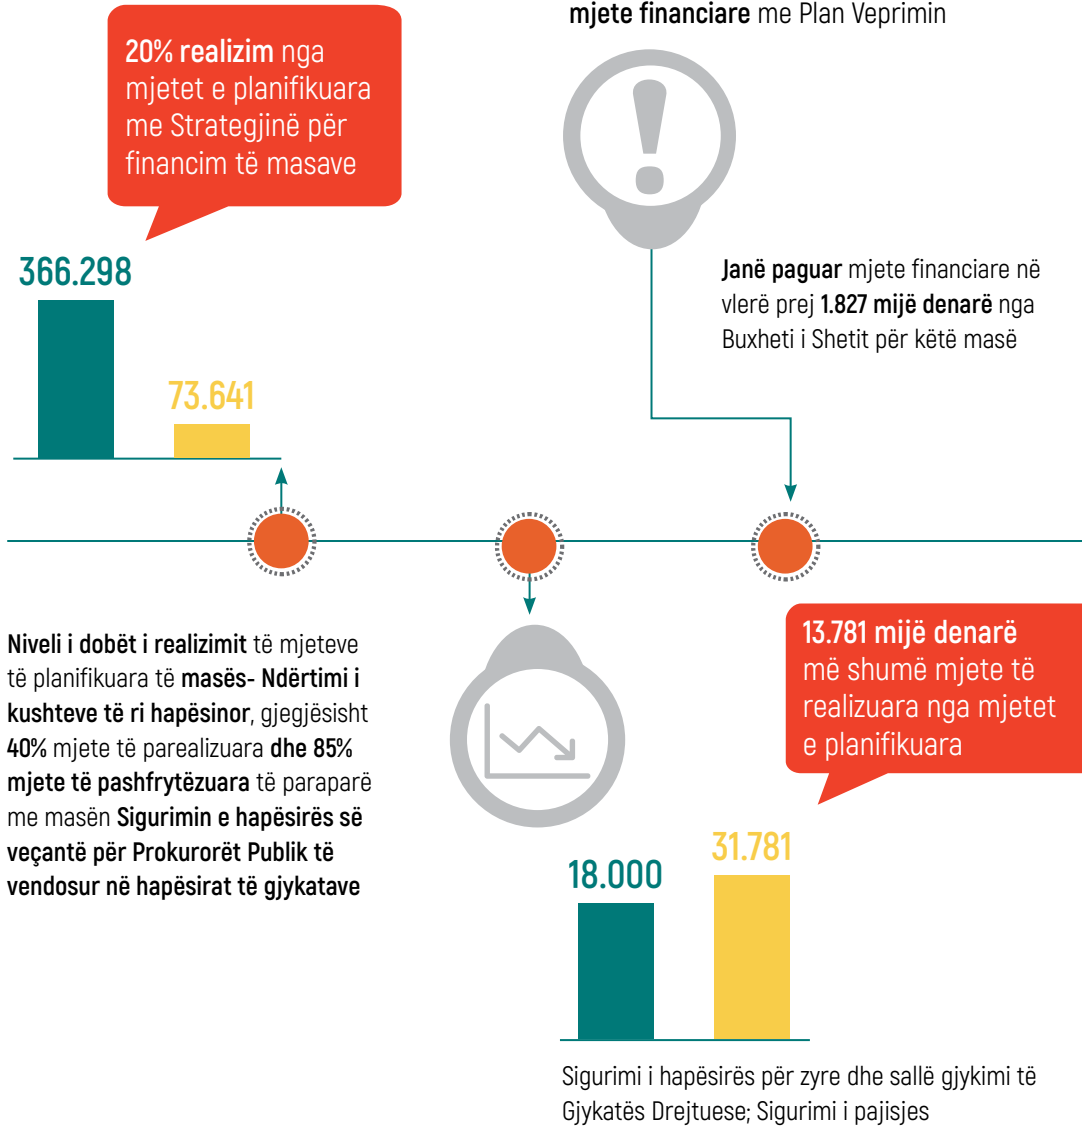 mjete financiare me Plan Veprimin
20% realizim nga
mjetet e planifikuara
me Strategjinë për
financim të masave
366.298
73.641
Janë paguar mjete financiare në
vlerë prej 1.827 mijë denarë nga
Buxheti i Shetit për këtë masë
Niveli i dobët i realizimit të mjeteve
të planifikuara të masës- Ndërtimi i
kushteve të ri hapësinor, gjegjësisht
40% mjete të parealizuara dhe 85%
mjete të pashfrytëzuara të paraparë
me masën Sigurimin e hapësirës së
veçantë për Prokurorët Publik të
vendosur në hapësirat të gjykatave
13.781 mijë denarë
më shumë mjete të
realizuara nga mjetet
e planifikuara
18.000
31.781
Sigurimi i hapësirës për zyre dhe sallë gjykimi të
Gjykatës Drejtuese; Sigurimi i pajisjes